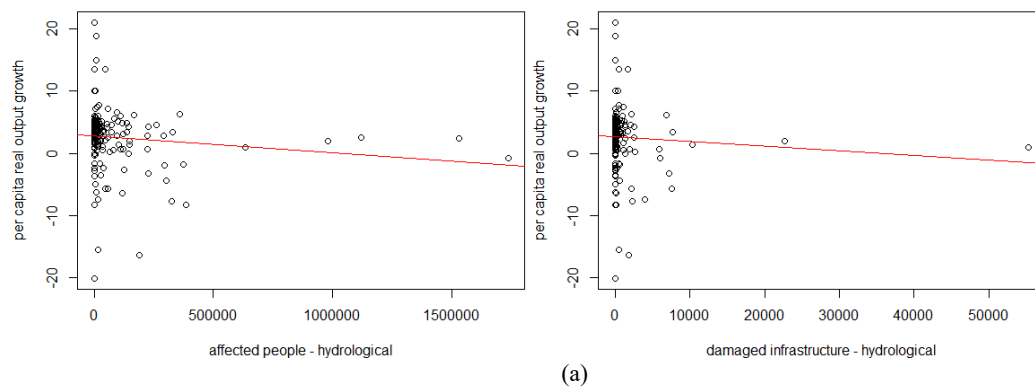 per capita real output growth
20
10
0
-10
-20
0 500000 1000000 1500000
affected people - hydrological
per capita real output growth
20
10
0
-10
-20
0 10000 20000 30000 40000 50000
damaged infrastructure - hydrological
(a)